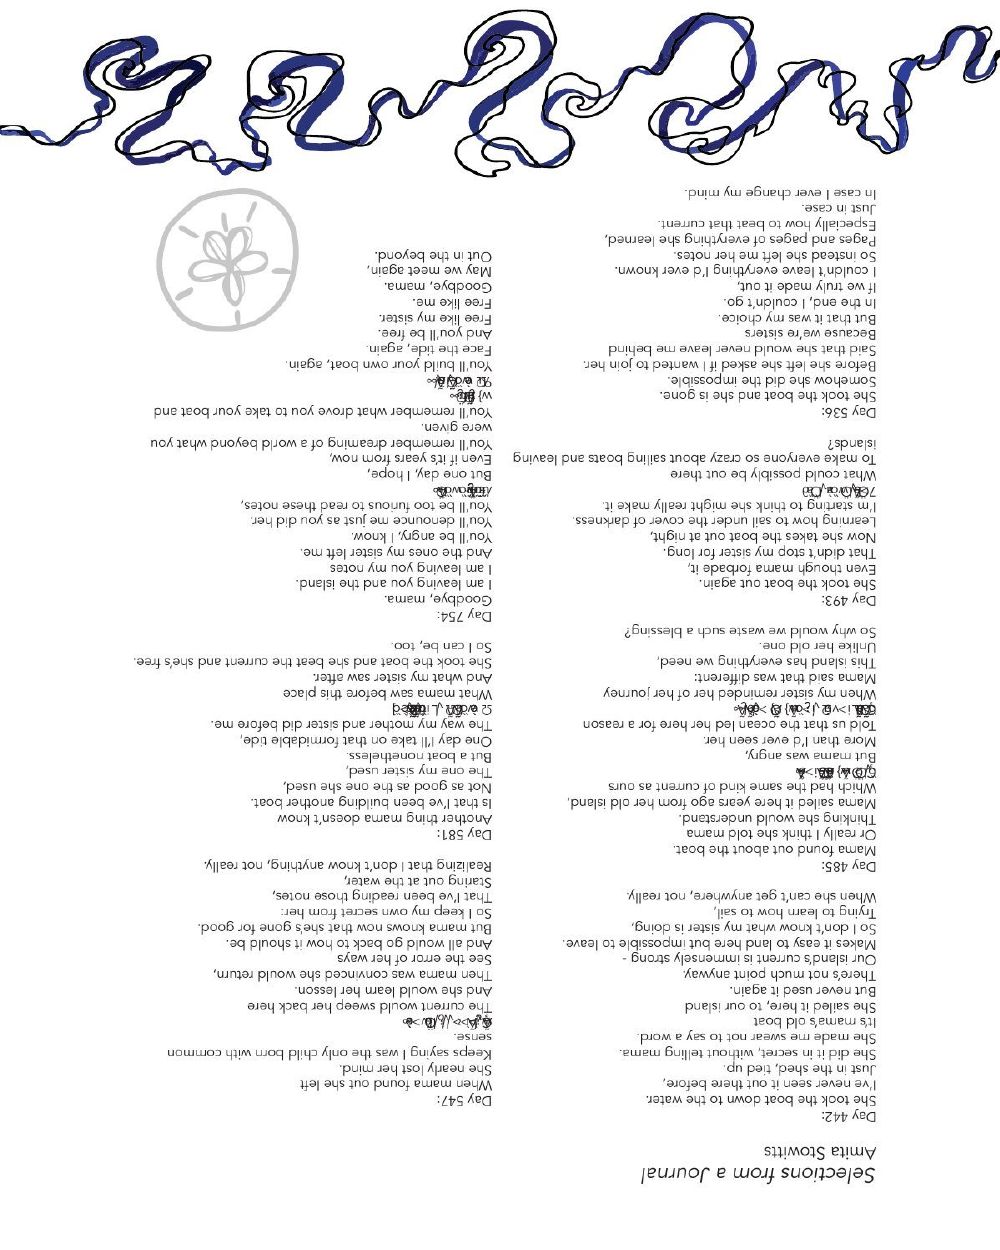 Selections from a Journal
Amita Stowitts
Day 442:
She took the boat down to the water.
I've never seen it out there before,
Just in the shed, tied up.
She did it in secret, without telling mama.
She made me swear not to say a word.
It's mama's old boat
She sailed it here, to our island
But never used it again.
There's not much point anyway.
Our island's current is immensely strong -
Makes it easy to land here but impossible to leave.
So I don't know what my sister is doing,
Trying to learn how to sail,
When she can't get anywhere, not really.
Day 485:
Mama found out about the boat.
Or really I think she told mama
Thinking she would understand.
Mama sailed it here years ago from her old island,
Which had the same kind of current as ours
But mama was angry,
More than I'd ever seen her.
Told us that the ocean led her here for a reason
When my sister reminded her of her journey
Mama said that was different:
This island has everything we need,
Unlike her old one.
So why would we waste such a blessing?
Day 493:
She took the boat out again.
Even though mama forbade it,
That didn't stop my sister for long.
Now she takes the boat out at night,
Learning how to sail under the cover of darkness.
I'm starting to think she might really make it.
What could possibly be out there
To make everyone so crazy about sailing boats and leaving
islands?
Day 536:
She took the boat and she is gone.
Somehow she did the impossible.
Before she left she asked if I wanted to join her.
Said that she would never leave me behind
Because we're sisters
But that it was my choice.
In the end, I couldn't go.
If we truly made it out,
I couldn't leave everything I'd ever known.
So instead she left me her notes.
Pages and pages of everything she learned,
Especially how to beat that current.
Just in case.
In case I ever change my mind.
Day 547:
When mama found out she left
She nearly lost her mind.
Keeps saying I was the only child born with common
sense.
The current would sweep her back here
And she would learn her lesson.
Then mama was convinced she would return,
See the error of her ways
And all would go back to how it should be.
But mama knows now that she's gone for good.
So I keep my own secret from her:
That I've been reading those notes,
Staring out at the water,
Realizing that I don't know anything, not really.
Day 581:
Another thing mama doesn't know
Is that I've been building another boat.
Not as good as the one she used,
The one my sister used,
But a boat nonetheless.
One day I'll take on that formidable tide,
The way my mother and sister did before me.
What mama saw before this place
And what my sister saw after.
She took the boat and she beat the current and she's free.
So I can be, too.
Day 754:
Goodbye, mama.
I am leaving you and the island.
I am leaving you my notes
And the ones my sister left me.
You'll be angry, I know.
You'll denounce me just as you did her.
You'll be too furious to read these notes,
But one day, I hope,
Even if it's years from now,
You'll remember dreaming of a world beyond what you
were given.
You'll remember what drove you to take your boat and
You'll build your own boat, again.
Face the tide, again.
And you'll be free.
Free like my sister.
Free like me.
Goodbye, mama.
May we meet again,
Out in the beyond.